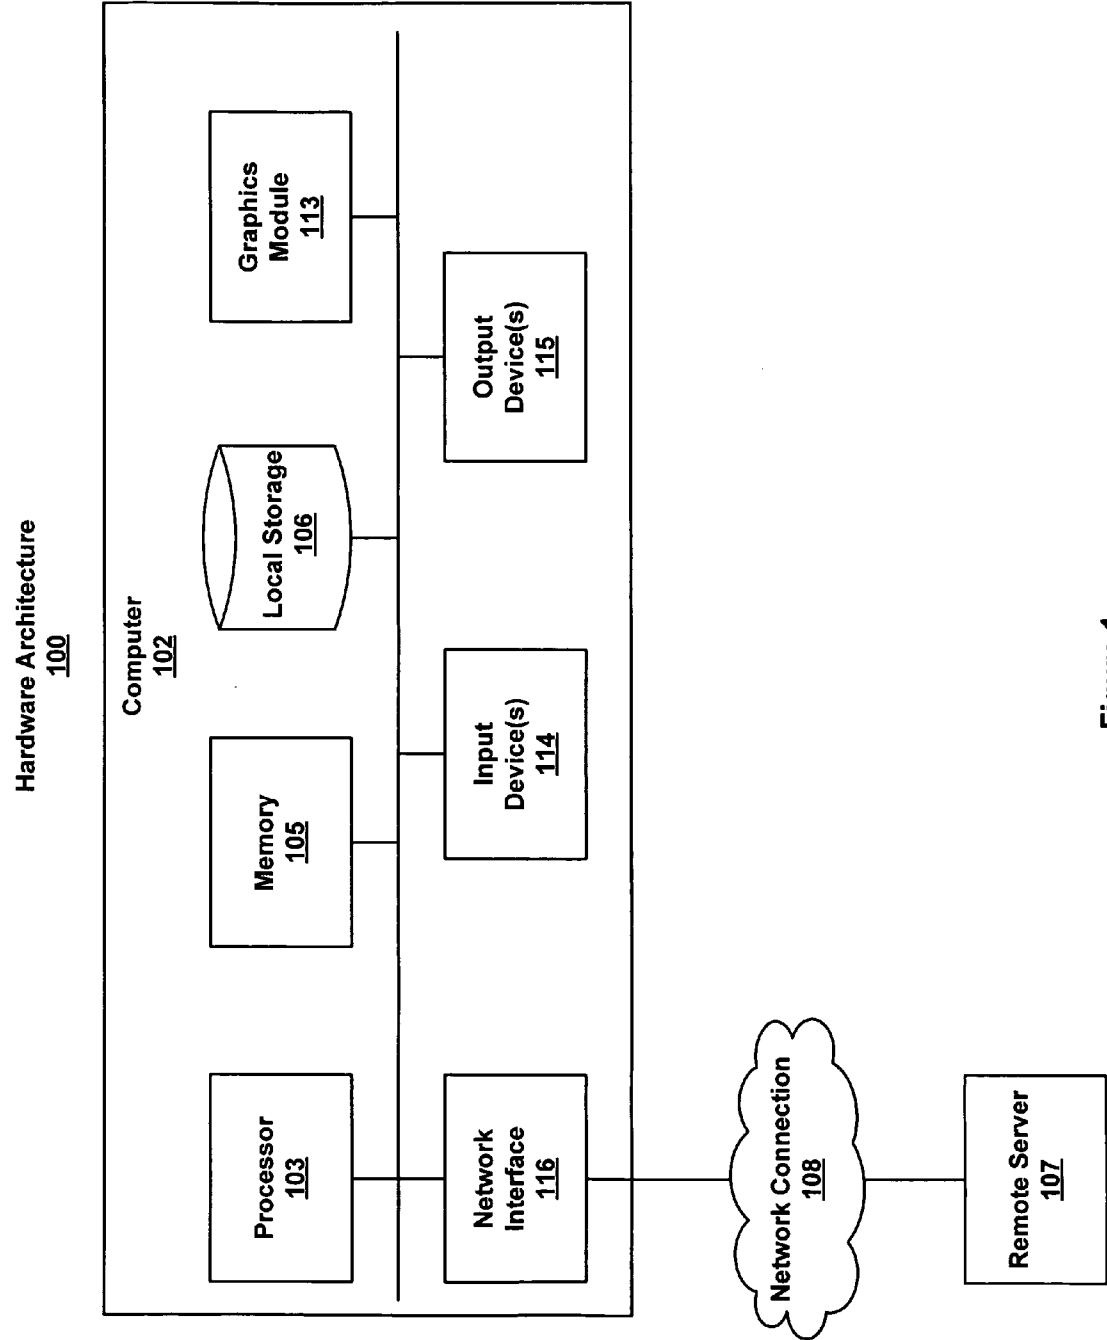 Hardware Architecture
100
Computer
102
Processor
103
Memory
105
Local Storage
106
Graphics
Module
113
Network
Interface
116
Input
Device(s)
114
Output
Device(s)
115
Network Connection
108
Remote Server
107